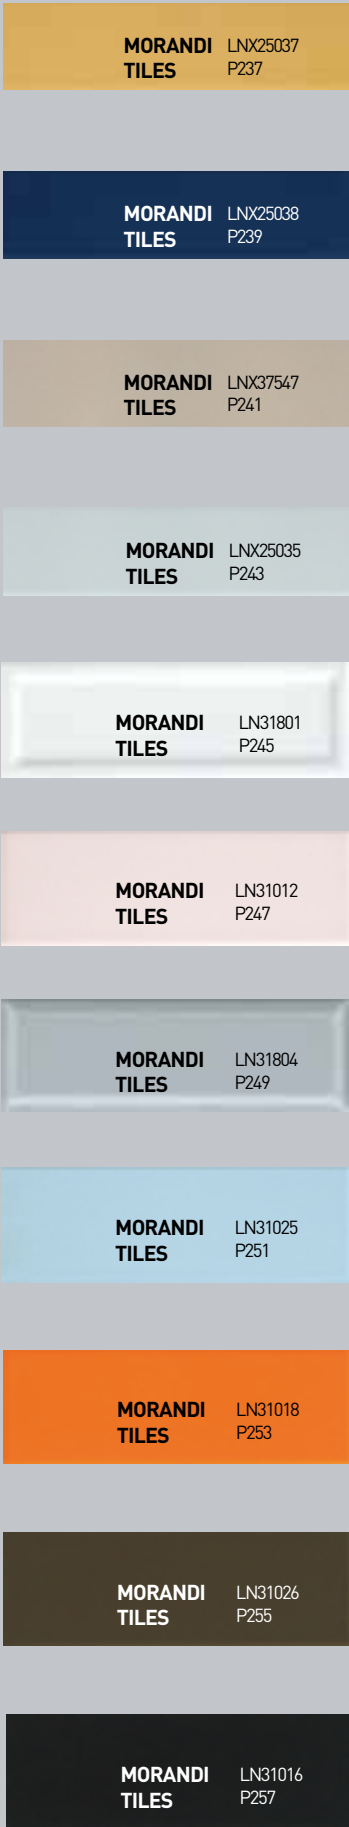 MORANDI LNX25037
TILES P237
MORANDI LNX25038
TILES P239
MORANDI LNX37547
TILES P241
MORANDI LNX25035
TILES P243
MORANDI LN31801
TILES P245
MORANDI LN31012
TILES P247
MORANDI LN31804
TILES P249
MORANDI LN31025
TILES P251
MORANDI LN31018
TILES P253
MORANDI LN31026
TILES P255
MORANDI LN31016
TILES P257